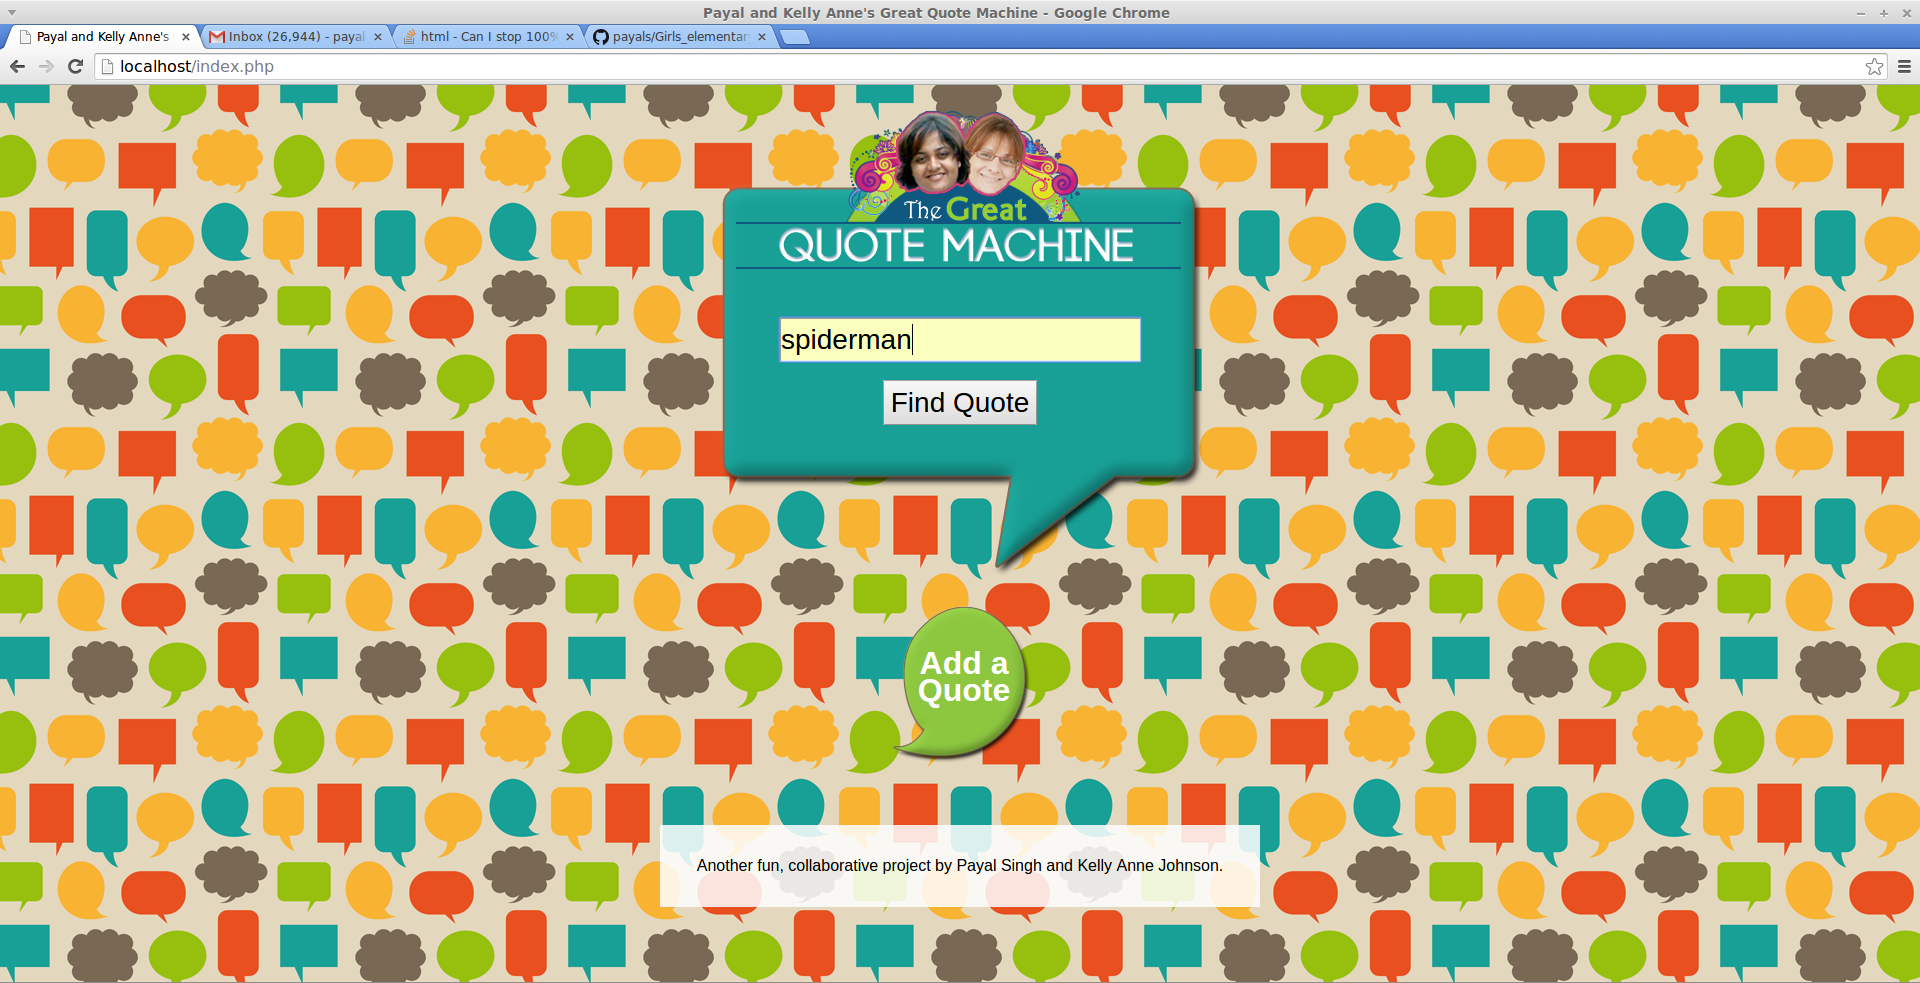 Payal and Kelly Anne's Great Quote Machine - Google Chrome
Payal and Kelly Anne's
Inbox (26,944) - payal
html - Can I stop 100%
payals/Girls_elementar
localhost/index.php
The Great
QUOTE MACHINE
spiderman
Find Quote
Add a
Quote
Another fun, collaborative project by Payal Singh and Kelly Anne Johnson.